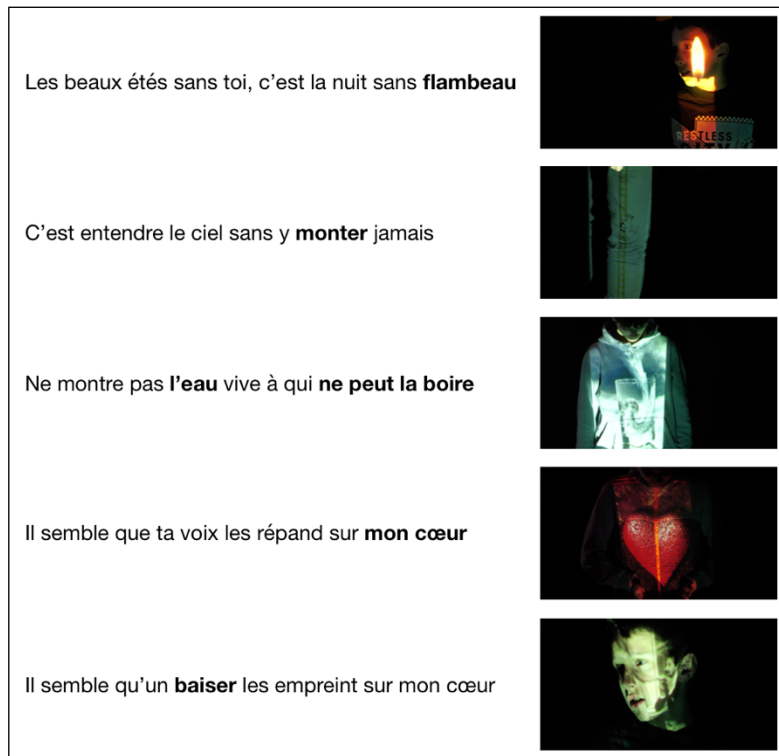 Les beaux étés sans toi, c’est la nuit sans flambeau
RESTLESS
C’est entendre le ciel sans y monter jamais
Ne montre pas l’eau vive à qui ne peut la boire
Il semble que ta voix les répand sur mon cœur
Il semble qu’un baiser les empreint sur mon cœur